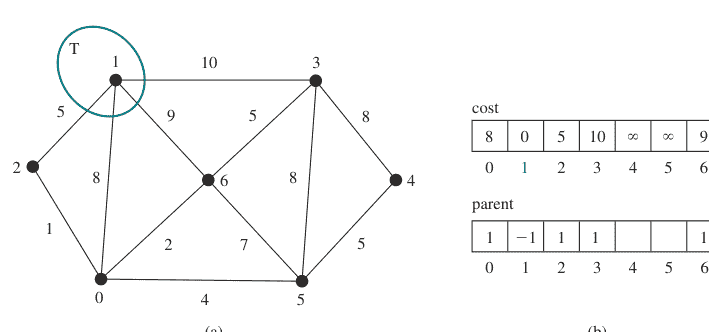 T
1 10 3
5 9 5 8
2 8 6 8 4
1 2 7 5
0 4 5
cost
8 0 5 10 ∞ ∞ 9
0 1 2 3 4 5 6
parent
1 −1 1 1 1
0 1 2 3 4 5 6